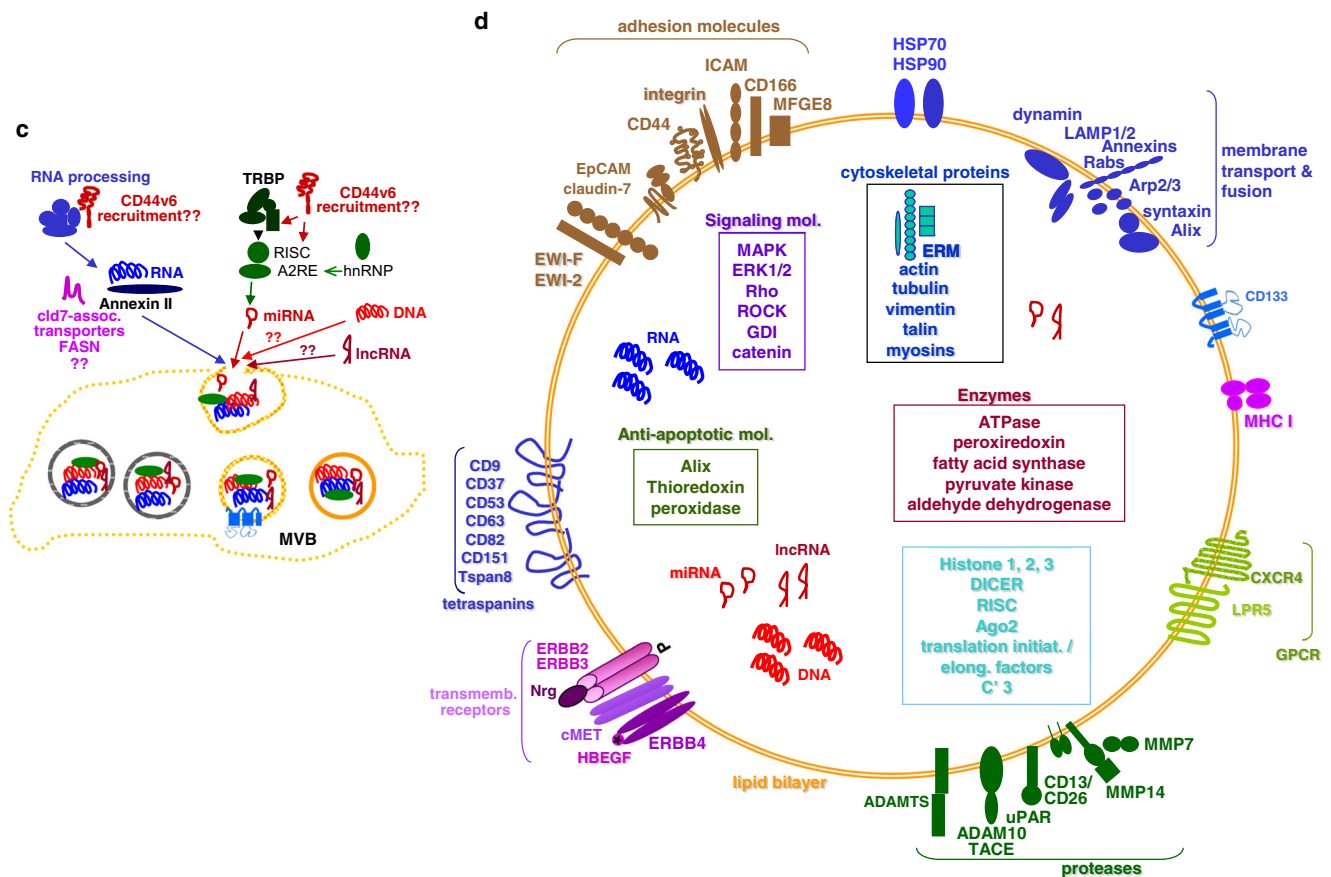 c
RNA processing
CD44v6
recruitment??
TRBP
CD44v6
recruitment??
RISC
A2RE
hnRNP
RNA
Annexin II
cld7-assoc.
transporters
FASN
??
miRNA
DNA
??
??
lncRNA
MVB
d
adhesion molecules
ICAM
CD166
integrin
MFGE8
CD44
EpCAM
claudin-7
EWI-F
EWI-2
HSP70
HSP90
dynamin
LAMP1/2
Annexins
Rabs
Arp2/3
syntaxin
Alix
membrane
transport &
fusion
cytoskeletal proteins
ERM
actin
tubulin
vimentin
talin
myosins
Signaling mol.
MAPK
ERK1/2
Rho
ROCK
GDI
catenin
RNA
CD133
MHC I
Enzymes
ATPase
peroxiredoxin
fatty acid synthase
pyruvate kinase
aldehyde dehydrogenase
Anti-apoptotic mol.
Alix
Thioredoxin
peroxidase
CD9
CD37
CD53
CD63
CD82
CD151
Tspan8
tetraspanins
lncRNA
miRNA
DNA
Histone 1, 2, 3
DICER
RISC
Ago2
translation initiat. /
elong. factors
C' 3
CXCR4
LPR5
GPCR
ERBB2
ERBB3
P
Nrg
transmemb.
receptors
cMET
HBEGF
ERBB4
lipid bilayer
ADAMTS
ADAM10
TACE
uPAR
CD13/
CD26
MMP7
MMP14
proteases